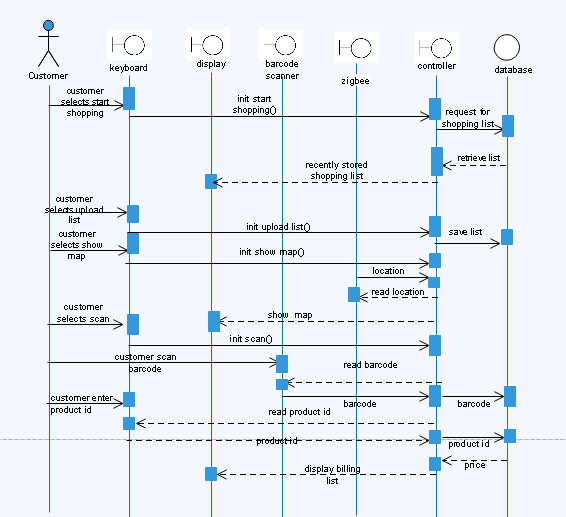 Customer
keyboard
display
barcode
scanner
zigbee
controller
database
customer
selects start
shopping
init start
shopping()
request for
shopping list
retrieve list
recently stored
shopping list
customer
selects upload
list
init upload list()
save list
customer
selects show
map
init show map()
location
read location
customer
selects scan
show map
init scan()
customer scan
barcode
read barcode
customer enter
product id
barcode
barcode
read product id
product id
product id
price
display billing
list